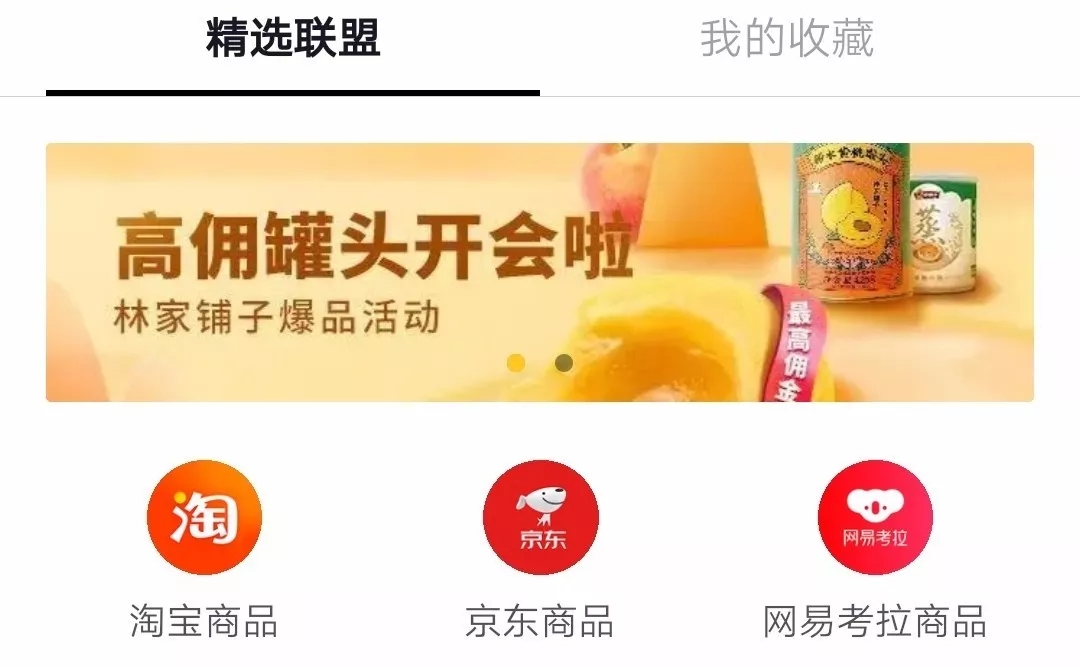 精选联盟
我的收藏
高佣罐头开会啦
林家铺子爆品活动
最高佣金
蒸
淘
京东
网易考拉
淘宝商品
京东商品
网易考拉商品